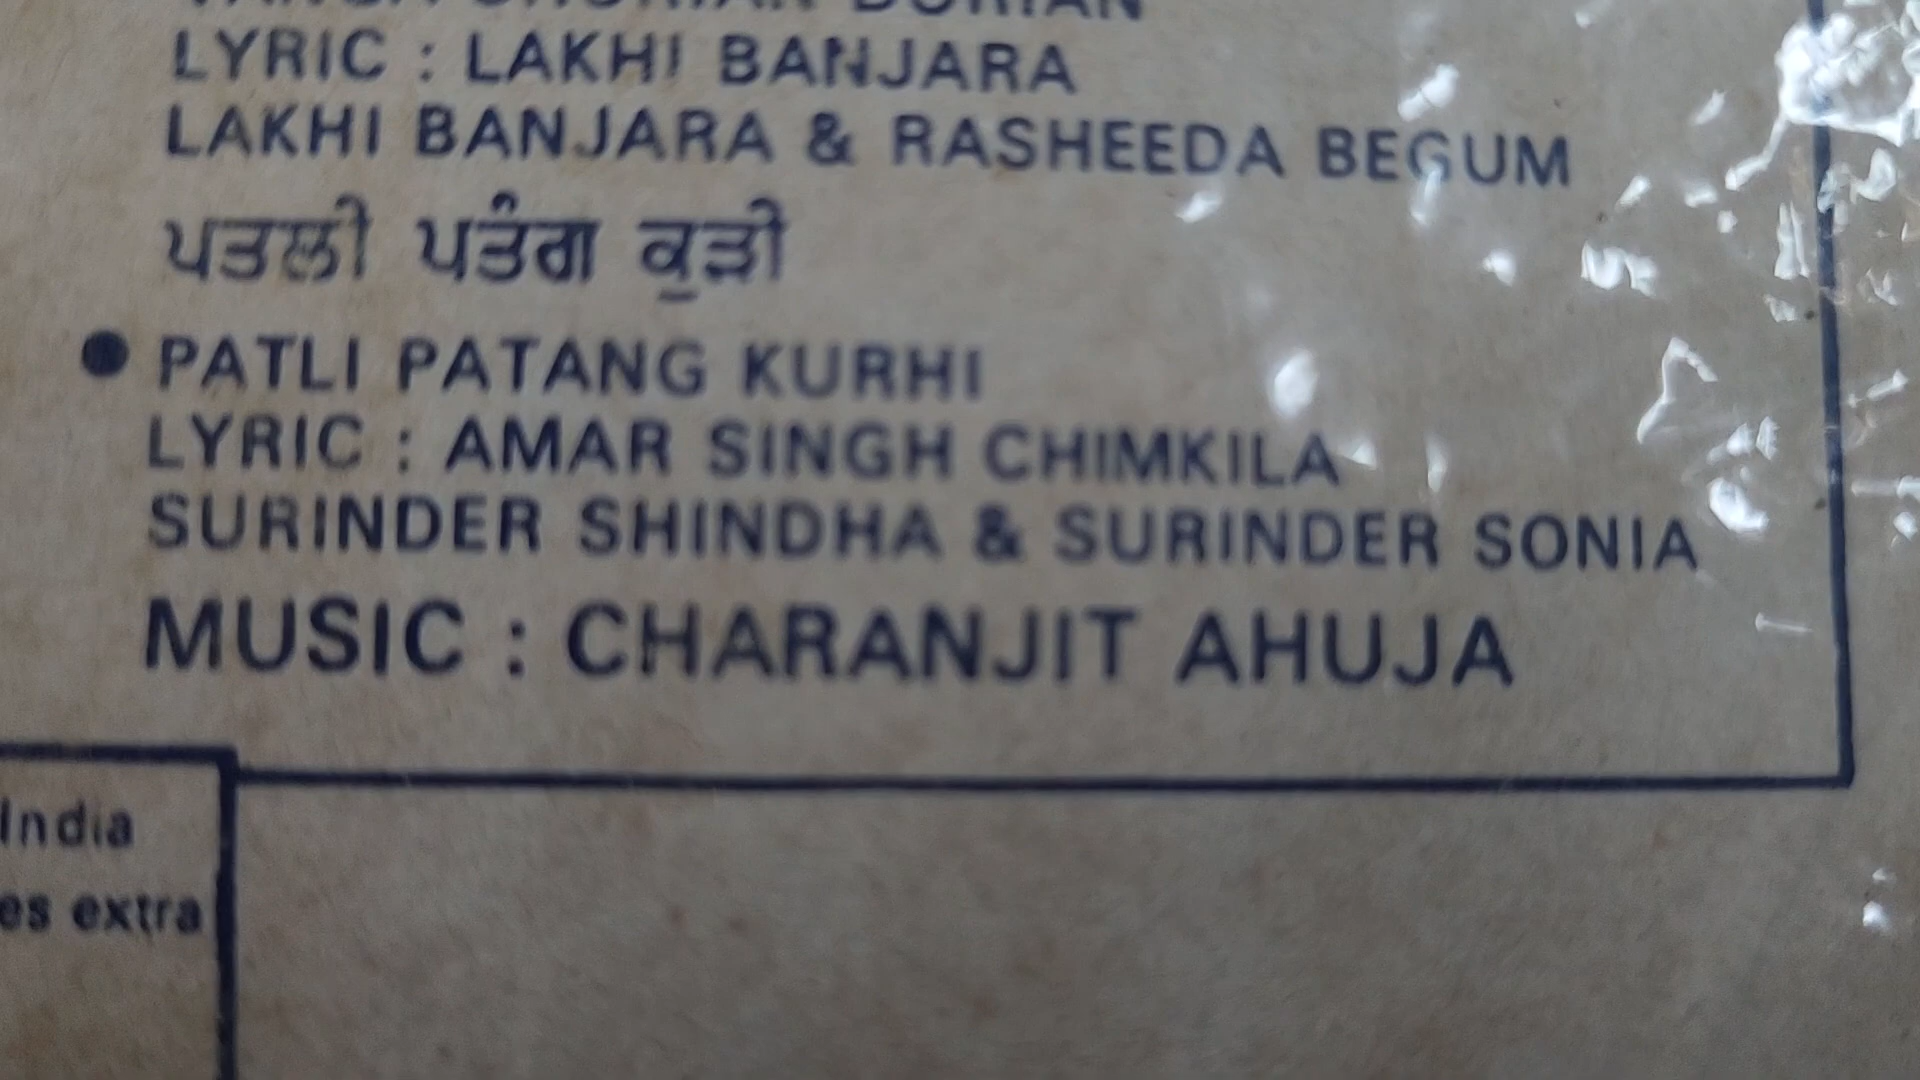 LYRIC : LAKHI BANJARA
LAKHI BANJARA & RASHEEDA BEGUM
ਪਤਲੀ ਪਤੰਗ ਕੁੜੀ
● PATLI PATANG KURHI
LYRIC : AMAR SINGH CHIMKILA
SURINDER SHINDHA & SURINDER SONIA
MUSIC : CHARANJIT AHUJA
India
es extra